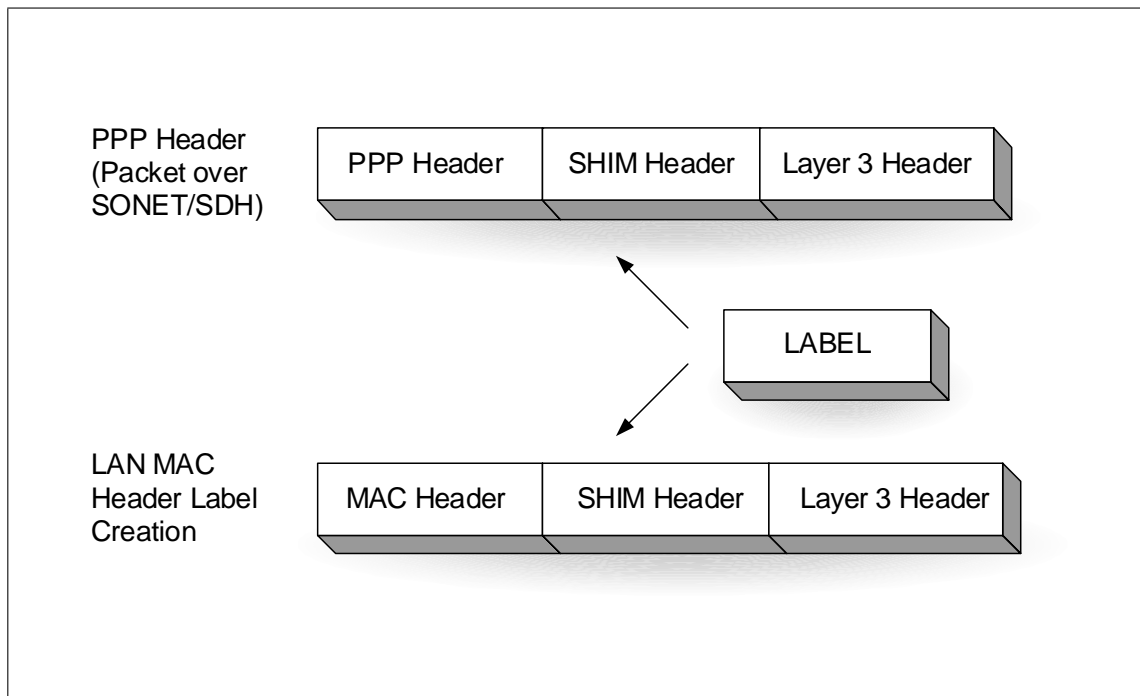 PPP Header
(Packet over
SONET/SDH)
PPP Header SHIM Header Layer 3 Header
LABEL
LAN MAC
Header Label
Creation
MAC Header SHIM Header Layer 3 Header